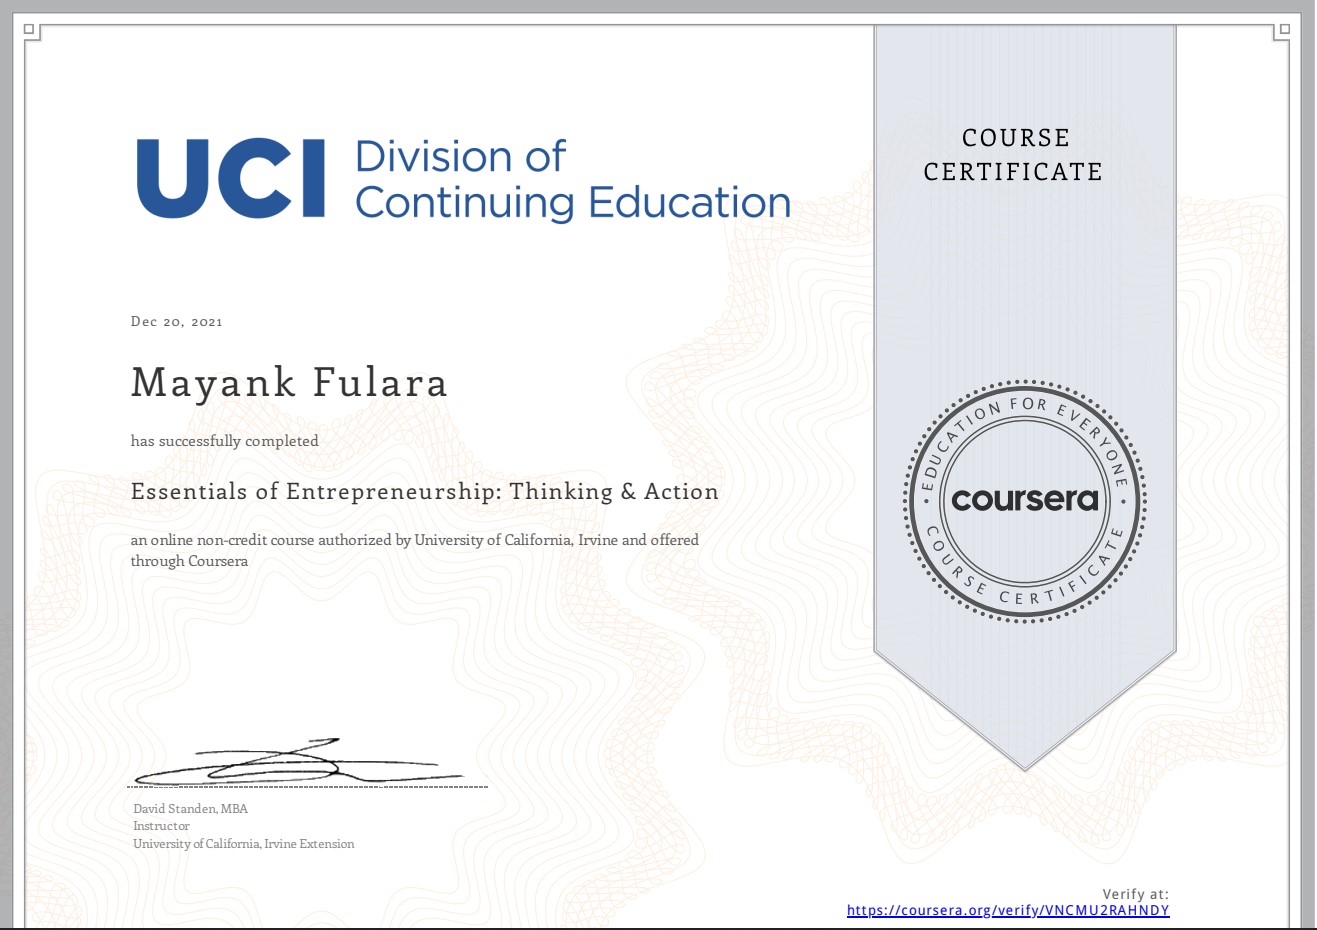 UCI Division of
Continuing Education
COURSE
CERTIFICATE
Dec 20, 2021
Mayank Fulara
has successfully completed
Essentials of Entrepreneurship: Thinking & Action
an online non-credit course authorized by University of California, Irvine and offered
through Coursera
EDUCATION FOR EVERYONE
coursera
COURSE CERTIFICATE
David Standen, MBA
Instructor
University of California, Irvine Extension
Verify at:
https://coursera.org/verify/VNCMU2RAHNDY